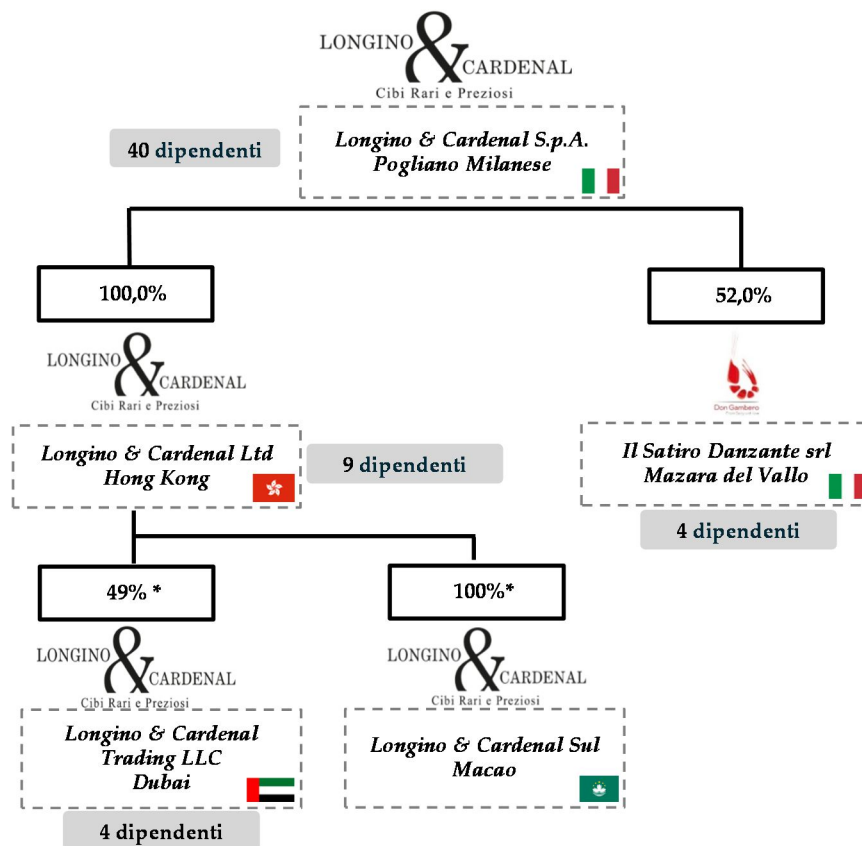 LONGINO & CARDENAL
Cibi Rari e Preziosi
40 dipendenti
Longino & Cardenal S.p.A.
Pogliano Milanese
100,0%
52,0%
LONGINO & CARDENAL
Cibi Rari e Preziosi
Don Gambero
Longino & Cardenal Ltd
Hong Kong
9 dipendenti
Il Satiro Danzante srl
Mazara del Vallo
4 dipendenti
49% *
100%*
LONGINO & CARDENAL
Cibi Rari e Preziosi
LONGINO & CARDENAL
Cibi Rari e Preziosi
Longino & Cardenal
Trading LLC
Dubai
Longino & Cardenal Sul
Macao
4 dipendenti